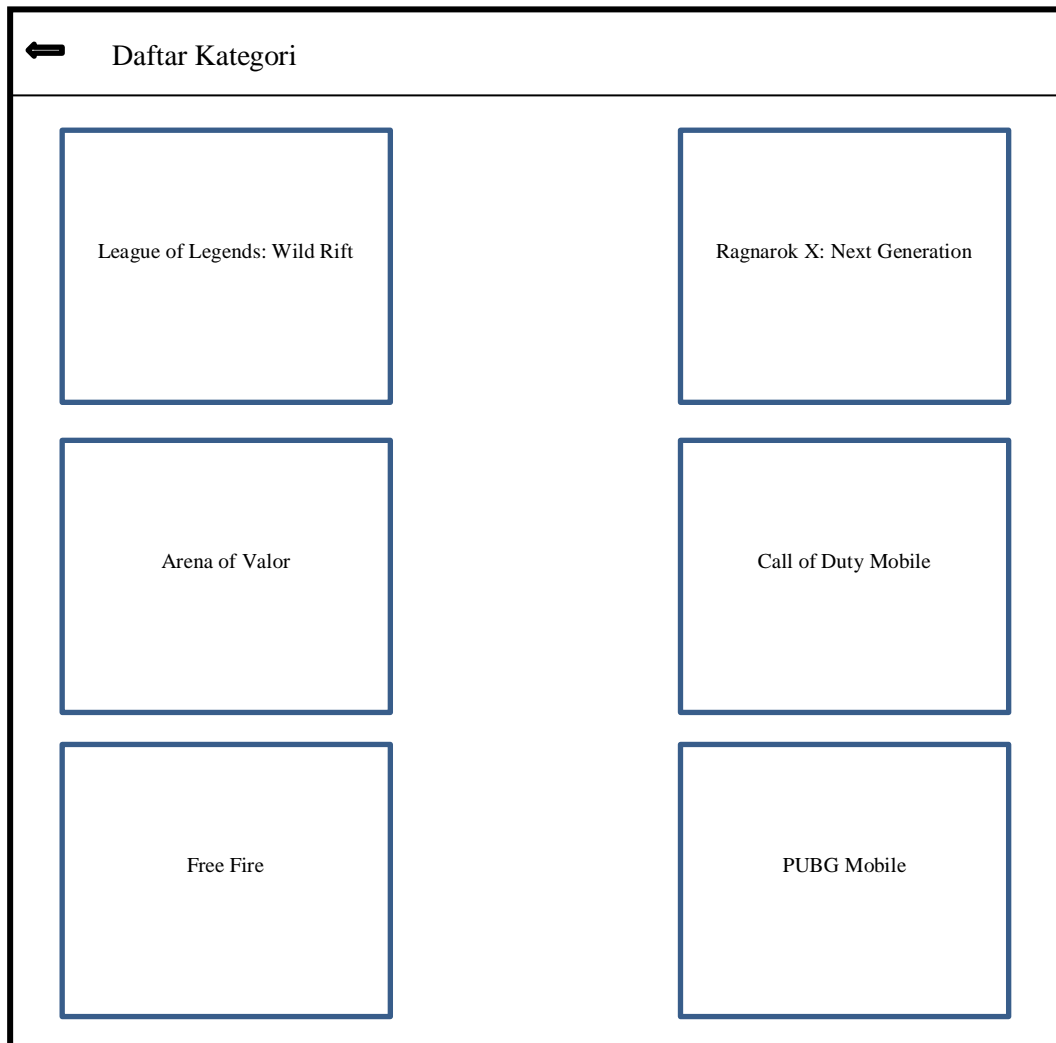 Daftar Kategori
League of Legends: Wild Rift
Ragnarok X: Next Generation
Arena of Valor
Call of Duty Mobile
Free Fire
PUBG Mobile